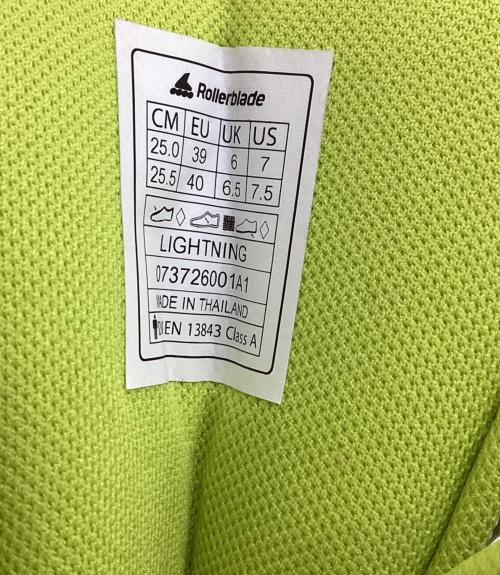 Rollerblade
CM EU UK US
25.0 39 6 7
25.5 40 6.5 7.5
LIGHTNING
073726001A1
MADE IN THAILAND
EN 13843 Class A